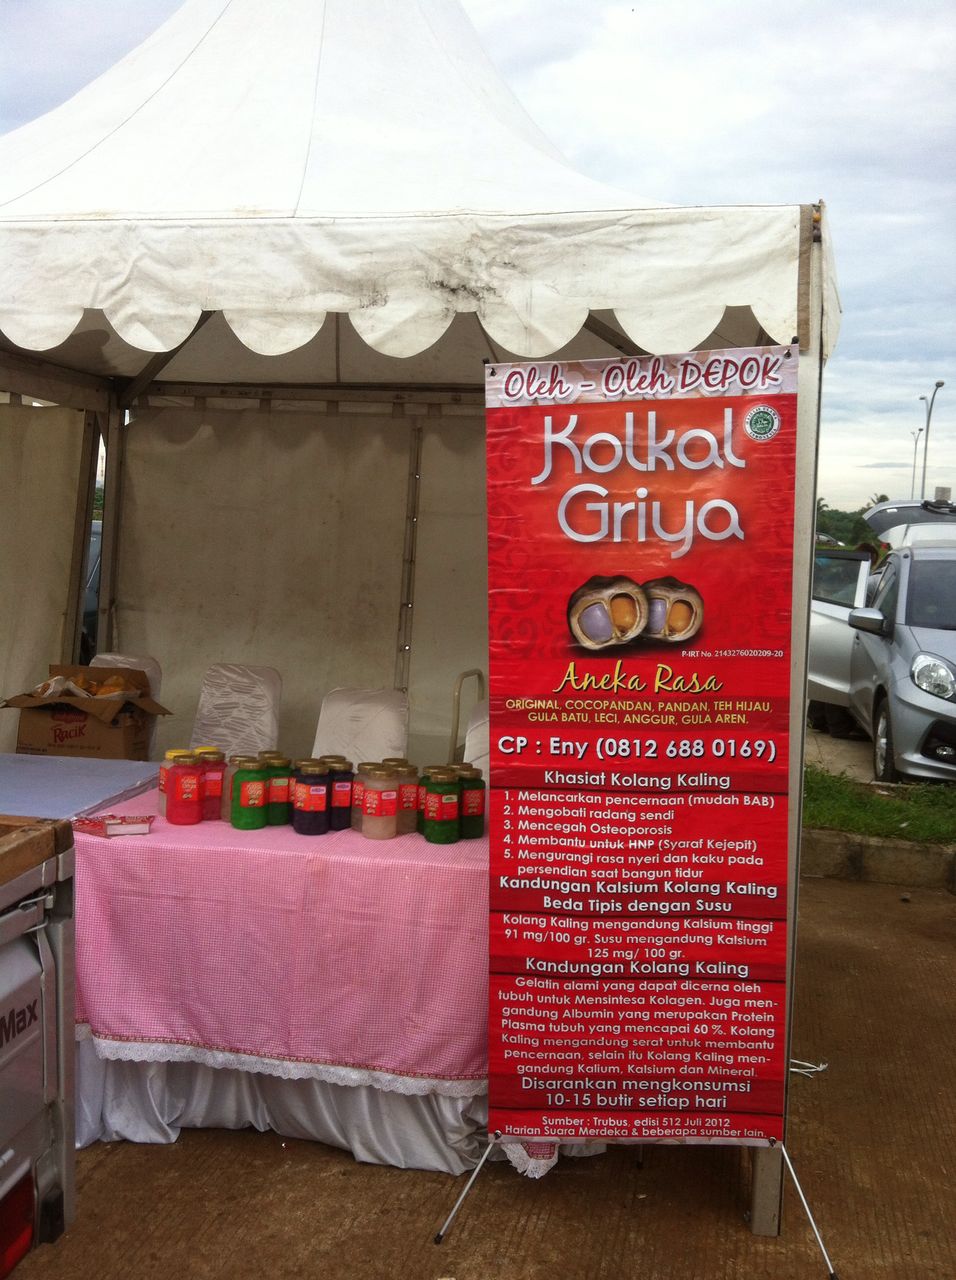 Oleh - Oleh DEPOK
Kolkal
Griya
P-IRT No. 2143276020209-20
Aneka Rasa
ORIGINAL, COCOPANDAN, PANDAN, TEH HIJAU,
GULA BATU, LECI, ANGGUR, GULA AREN.
CP : Eny (0812 688 0169)
Khasiat Kolang Kaling
1. Melancarkan pencernaan (mudah BAB)
2. Mengobati radang sendi
3. Mencegah Osteoporosis
4. Membantu untuk HNP (Syaraf Kejepit)
5. Mengurangi rasa nyeri dan kaku pada
persendian saat bangun tidur
Kandungan Kalsium Kolang Kaling
Beda Tipis dengan Susu
Kolang Kaling mengandung Kalsium tinggi
91 mg/100 gr. Susu mengandung Kalsium
125 mg/ 100 gr.
Kandungan Kolang Kaling
Gelatin alami yang dapat dicerna oleh
tubuh untuk Mensintesa Kolagen. Juga men-
gandung Albumin yang merupakan Protein
Plasma tubuh yang mencapai 60 %. Kolang
Kaling mengandung serat untuk membantu
pencernaan, selain itu Kolang Kaling men-
gandung Kalium, Kalsium dan Mineral.
Disarankan mengkonsumsi
10-15 butir setiap hari
Sumber : Trubus, edisi 512 Juli 2012
Harian Suara Merdeka & beberapa sumber lain.
Racik
Kolkal
Griya
Max